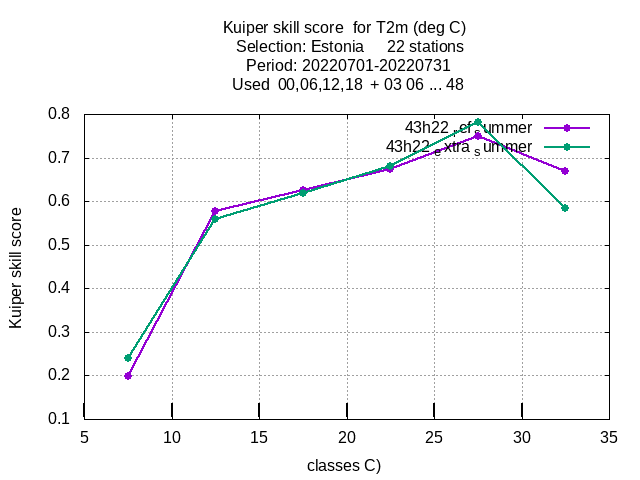 Kuiper skill score for T2m (deg C)
Selection: Estonia 22 stations
Period: 20220701-20220731
Used 00,06,12,18 + 03 06 ... 48
43h22_ref_summer
43h22_extra_summer
Kuiper skill score
0.8
0.7
0.6
0.5
0.4
0.3
0.2
0.1
5 10 15 20 25 30 35
classes C)